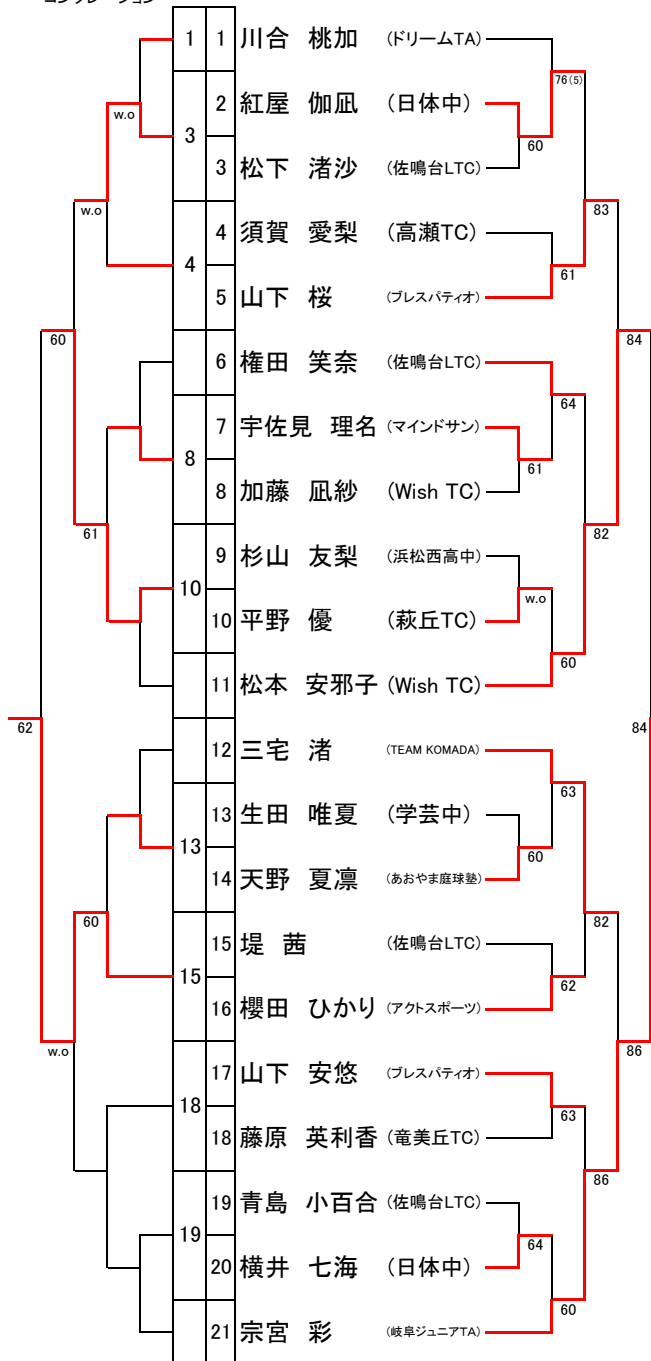 コンソレーション
1 1 川合 桃加 (ドリームTA)
76(5)
2 紅屋 伽凪 (日体中)
w.o
3
60
3 松下 渚沙 (佐鳴台LTC)
w.o
83
4 須賀 愛梨 (高瀬TC)
4
61
5 山下 桜 (ブレスパティオ)
60
84
6 権田 笑奈 (佐鳴台LTC)
64
7 宇佐見 理名 (マインドサン)
8
61
8 加藤 凪紗 (Wish TC)
61
82
9 杉山 友梨 (浜松西高中)
10
w.o
10 平野 優 (萩丘TC)
60
11 松本 安邪子 (Wish TC)
62
84
12 三宅 渚 (TEAM KOMADA)
63
13 生田 唯夏 (学芸中)
13
60
14 天野 夏凛 (あおやま庭球塾)
60
82
15 堤 茜 (佐鳴台LTC)
15
62
16 櫻田 ひかり (アクトスポーツ)
w.o
86
17 山下 安悠 (ブレスパティオ)
18
63
18 藤原 英利香 (竜美丘TC)
86
19 青島 小百合 (佐鳴台LTC)
19
64
20 横井 七海 (日体中)
60
21 宗宮 彩 (岐阜ジュニアTA)